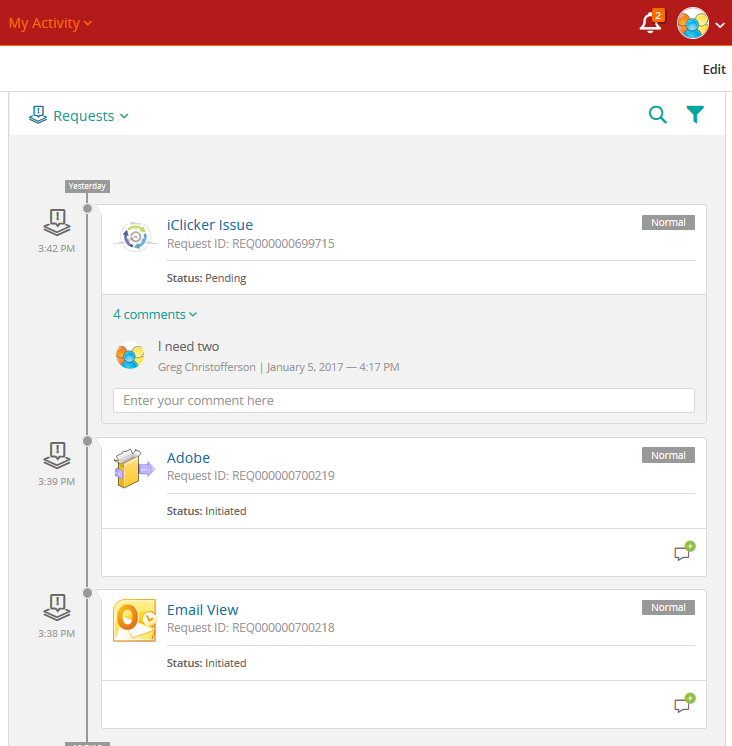 My Activity
2
Edit
Requests
Yesterday
3:42 PM
iClicker Issue
Normal
Request ID: REQ000000699715
Status: Pending
4 comments
I need two
Greg Christofferson | January 5, 2017 — 4:17 PM
Enter your comment here
3:39 PM
Adobe
Normal
Request ID: REQ000000700219
Status: Initiated
3:38 PM
Email View
Normal
Request ID: REQ000000700218
Status: Initiated